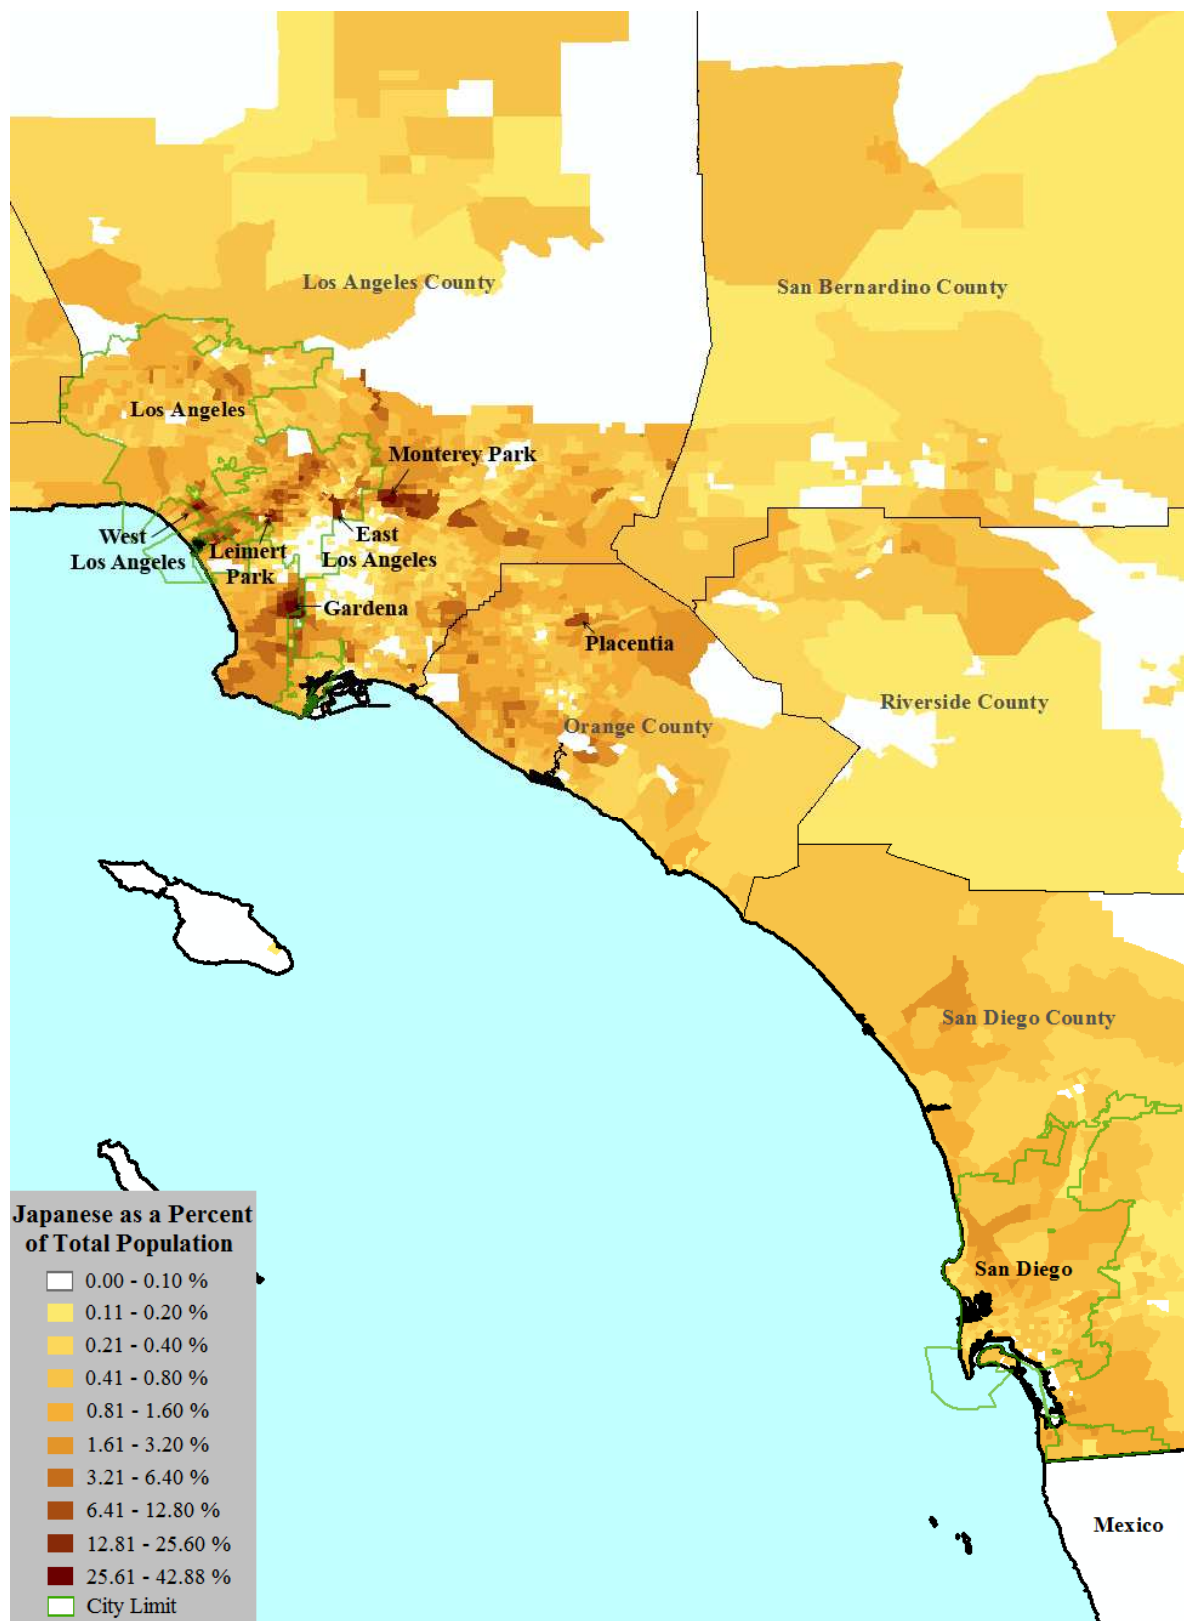 Los Angeles County
San Bernardino County
Los Angeles
Monterey Park
West
Los Angeles
Leimert
Park
East
Los Angeles
Gardena
Placentia
Orange County
Riverside County
San Diego County
San Diego
Mexico
Japanese as a Percent
of Total Population
0.00 - 0.10 %
0.11 - 0.20 %
0.21 - 0.40 %
0.41 - 0.80 %
0.81 - 1.60 %
1.61 - 3.20 %
3.21 - 6.40 %
6.41 - 12.80 %
12.81 - 25.60 %
25.61 - 42.88 %
City Limit